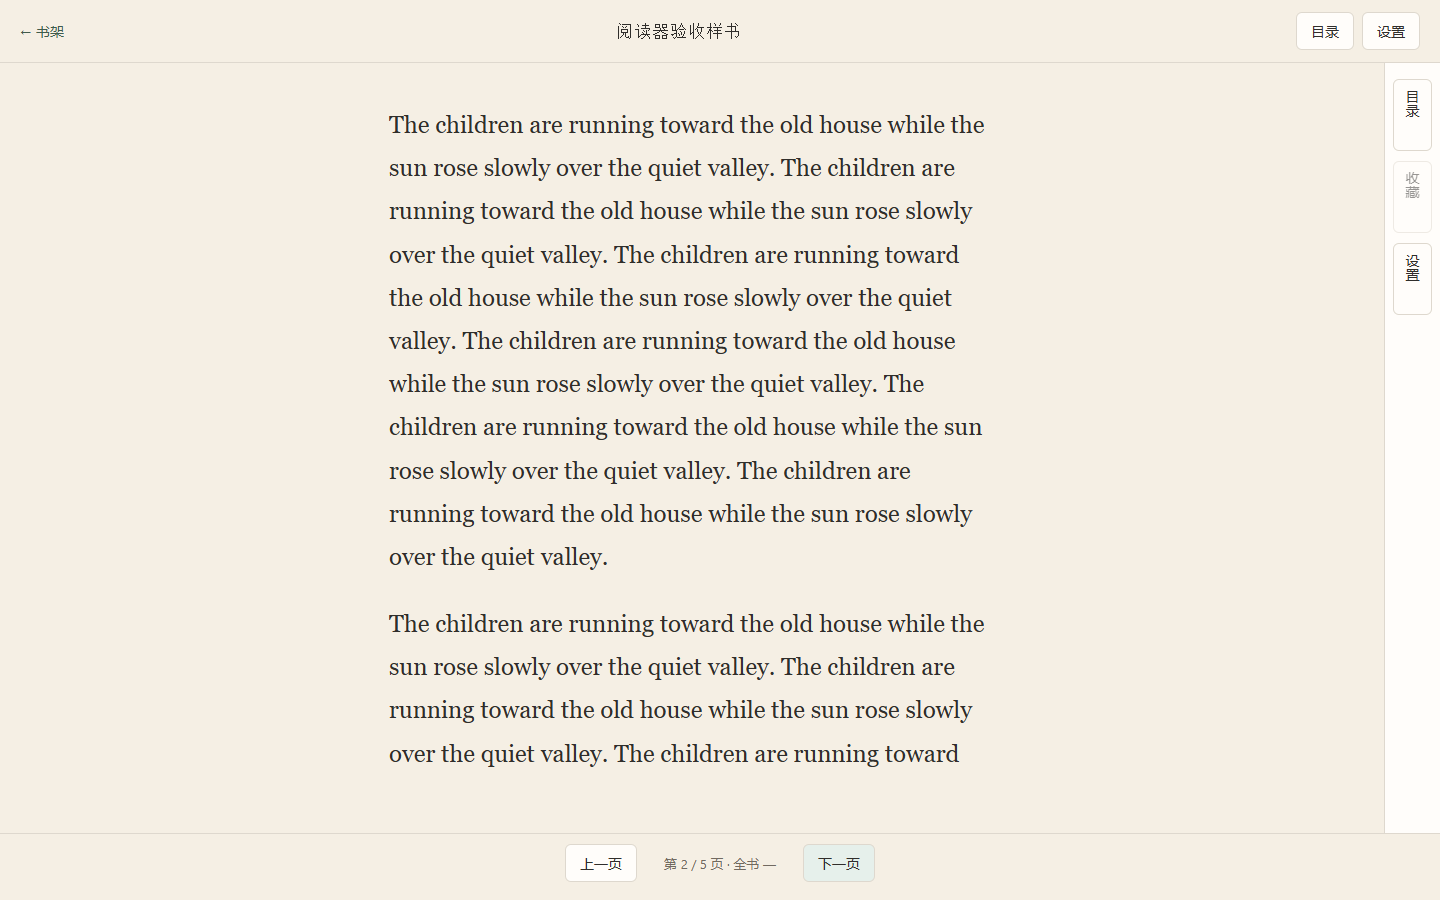 ← 书架
阅读器验收样书
目录
设置
The children are running toward the old house while the
sun rose slowly over the quiet valley. The children are
running toward the old house while the sun rose slowly
over the quiet valley. The children are running toward
the old house while the sun rose slowly over the quiet
valley. The children are running toward the old house
while the sun rose slowly over the quiet valley. The
children are running toward the old house while the sun
rose slowly over the quiet valley. The children are
running toward the old house while the sun rose slowly
over the quiet valley.
The children are running toward the old house while the
sun rose slowly over the quiet valley. The children are
running toward the old house while the sun rose slowly
over the quiet valley. The children are running toward
目录
收藏
设置
上一页
第 2 / 5 页 · 全书 —
下一页